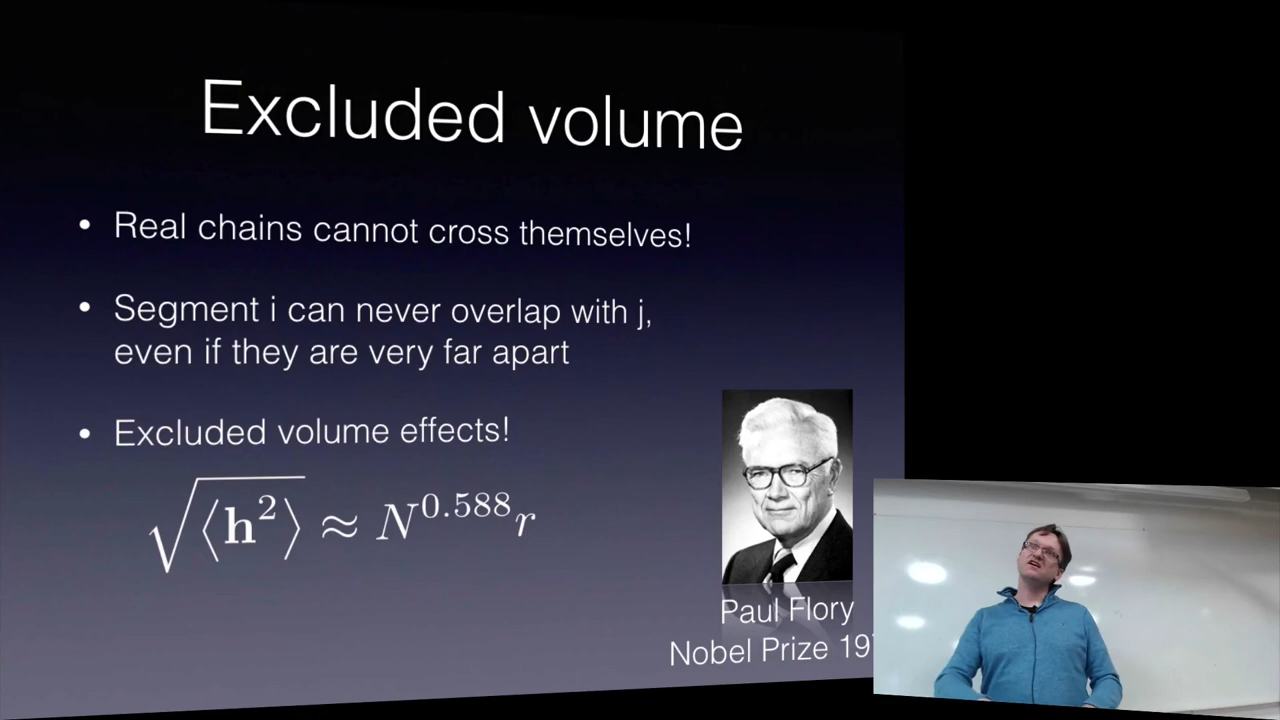 Excluded volume
• Real chains cannot cross themselves!
• Segment i can never overlap with j,
even if they are very far apart
• Excluded volume effects!
√⟨h²⟩ ≈ N^0.588 r
Paul Flory
Nobel Prize